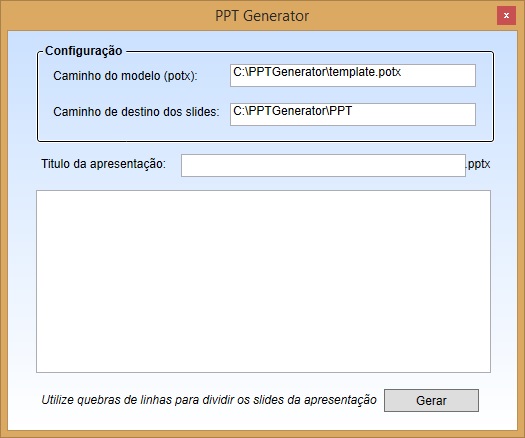 PPT Generator
x
Configuração
Caminho do modelo (potx): C:\PPTGenerator\template.potx
Caminho de destino dos slides: C:\PPTGenerator\PPT
Titulo da apresentação: .pptx
Utilize quebras de linhas para dividir os slides da apresentação Gerar